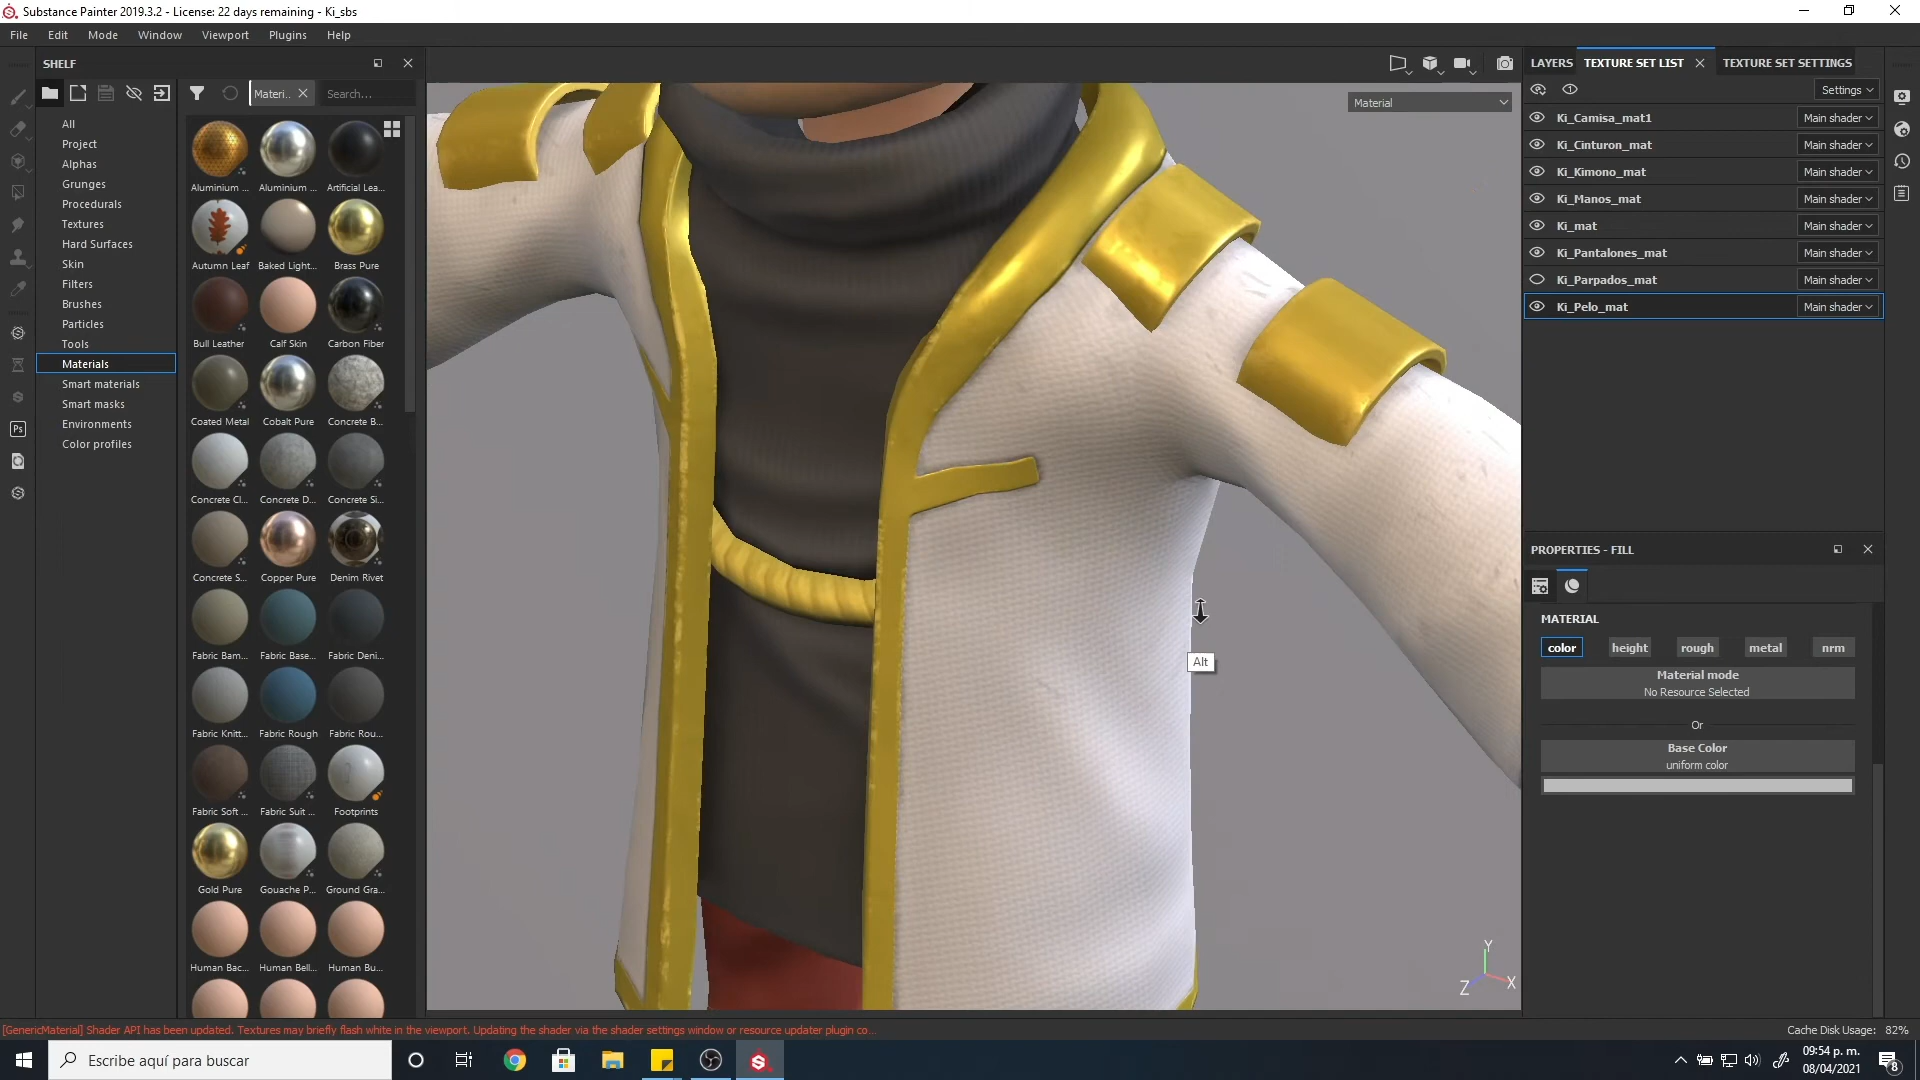 Substance Painter 2019.3.2 - License: 22 days remaining - Ki_sbs
File Edit Mode Window Viewport Plugins Help
SHELF
Materi... Search...
All
Project
Alphas
Grunges
Procedurals
Textures
Hard Surfaces
Skin
Filters
Brushes
Particles
Tools
Materials
Smart materials
Smart masks
Environments
Color profiles
Aluminium ... Aluminium ... Artificial Lea...
Autumn Leaf Baked Light... Brass Pure
Bull Leather Calf Skin Carbon Fiber
Coated Metal Cobalt Pure Concrete B...
Concrete Cl... Concrete D... Concrete Si...
Concrete S... Copper Pure Denim Rivet
Fabric Bam... Fabric Base... Fabric Deni...
Fabric Knitt... Fabric Rough Fabric Rou...
Fabric Soft ... Fabric Suit ... Footprints
Gold Pure Gouache P... Ground Gra...
Human Bac... Human Bell... Human Bu...
Ps
Material
Alt
Y
Z X
LAYERS TEXTURE SET LIST TEXTURE SET SETTINGS
Settings
Ki_Camisa_mat1 Main shader
Ki_Cinturon_mat Main shader
Ki_Kimono_mat Main shader
Ki_Manos_mat Main shader
Ki_mat Main shader
Ki_Pantalones_mat Main shader
Ki_Parpados_mat Main shader
Ki_Pelo_mat Main shader
PROPERTIES - FILL
MATERIAL
color height rough metal nrm
Material mode
No Resource Selected
Or
Base Color
uniform color
[GenericMaterial] Shader API has been updated. Textures may briefly flash white in the viewport. Updating the shader via the shader settings window or resource updater plugin co...
Cache Disk Usage: 82%
Escribe aquí para buscar
09:54 p. m.
08/04/2021
8